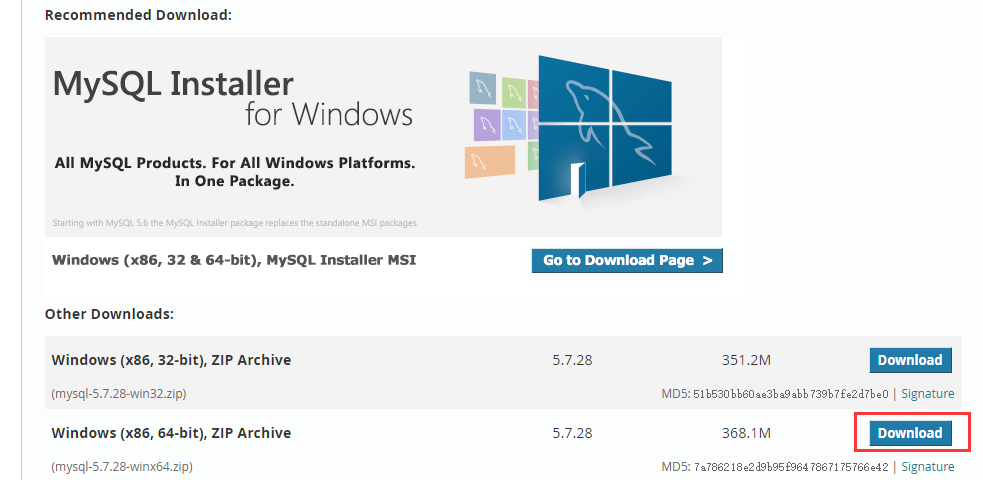 Recommended Download:
MySQL Installer
for Windows
All MySQL Products. For All Windows Platforms.
In One Package.
Starting with MySQL 5.6 the MySQL Installer package replaces the standalone MSI packages.
Windows (x86, 32 & 64-bit), MySQL Installer MSI
Go to Download Page >
Other Downloads:
Windows (x86, 32-bit), ZIP Archive 5.7.28 351.2M Download
(mysql-5.7.28-win32.zip) MD5: 51b530bb60ae3ba9abb739b7fe2d7be0 | Signature
Windows (x86, 64-bit), ZIP Archive 5.7.28 368.1M Download
(mysql-5.7.28-winx64.zip) MD5: 7a786218e2d9b95f9647867175766e42 | Signature